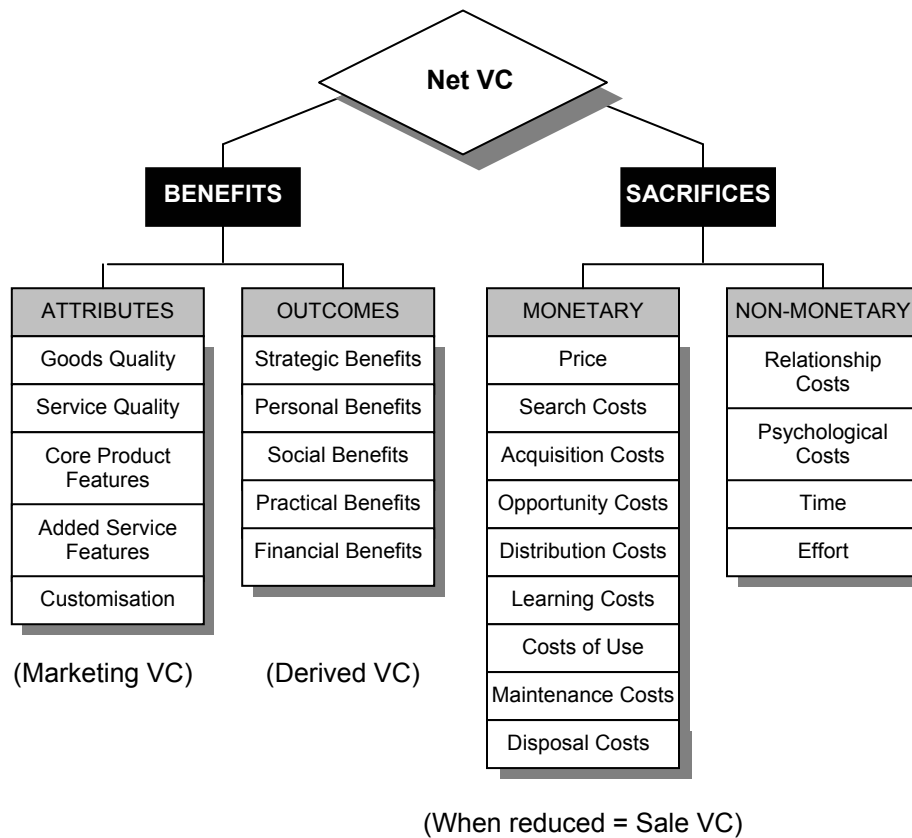 Net VC
BENEFITS
SACRIFICES
ATTRIBUTES
Goods Quality
Service Quality
Core Product
Features
Added Service
Features
Customisation
(Marketing VC)
OUTCOMES
Strategic Benefits
Personal Benefits
Social Benefits
Practical Benefits
Financial Benefits
(Derived VC)
MONETARY
Price
Search Costs
Acquisition Costs
Opportunity Costs
Distribution Costs
Learning Costs
Costs of Use
Maintenance Costs
Disposal Costs
NON-MONETARY
Relationship
Costs
Psychological
Costs
Time
Effort
(When reduced = Sale VC)